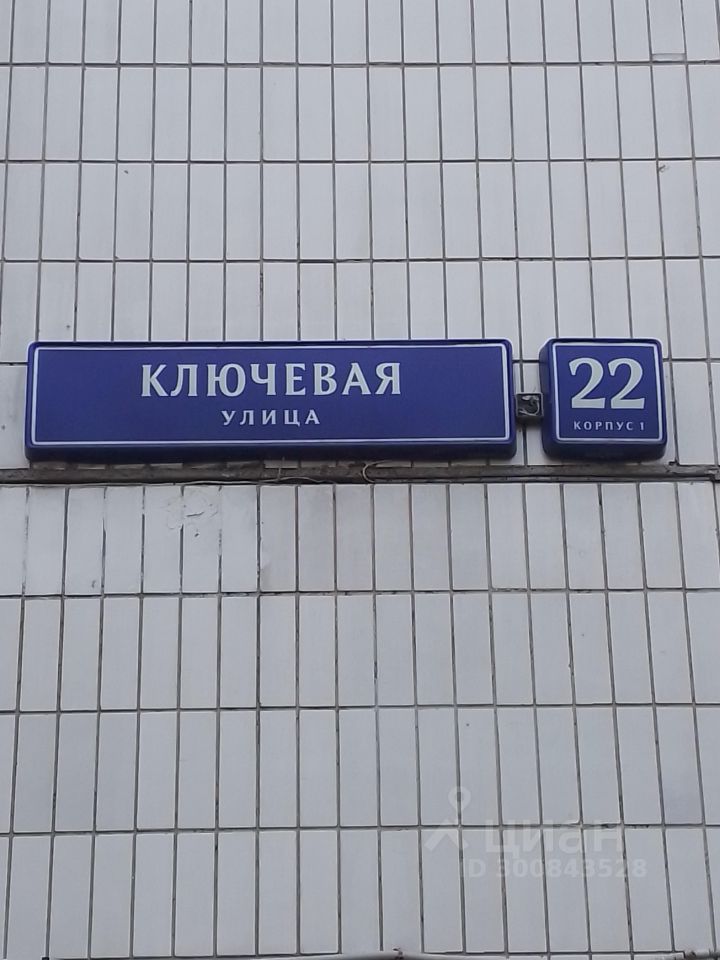 КЛЮЧЕВАЯ
УЛИЦА
22
КОРПУС 1
циан
ID 300843528